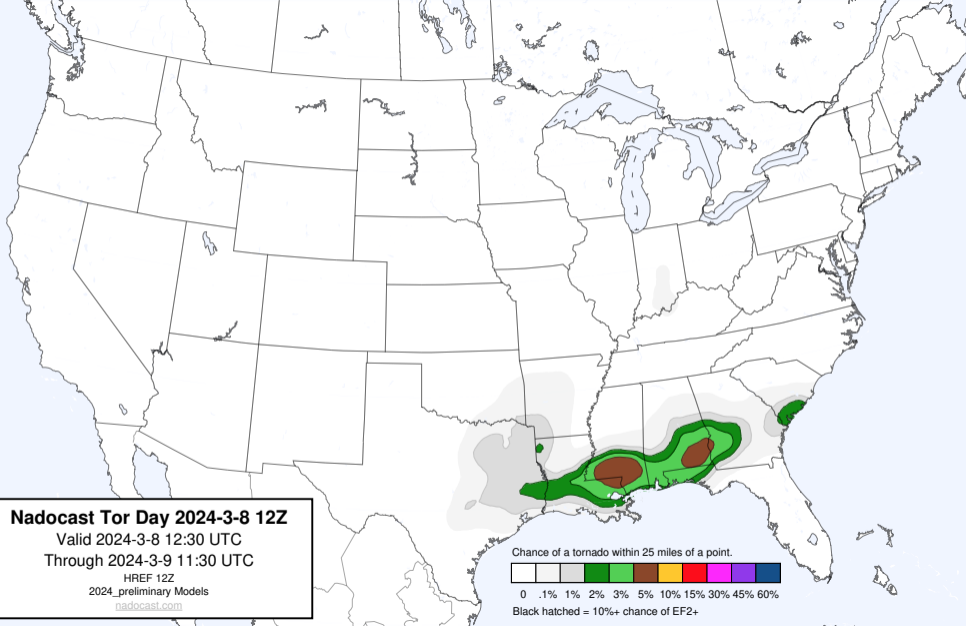 Nadocast Tor Day 2024-3-8 12Z
Valid 2024-3-8 12:30 UTC
Through 2024-3-9 11:30 UTC
HREF 12Z
2024_preliminary Models
nadocast.com
Chance of a tornado within 25 miles of a point.
0 .1% 1% 2% 3% 5% 10% 15% 30% 45% 60%
Black hatched = 10%+ chance of EF2+